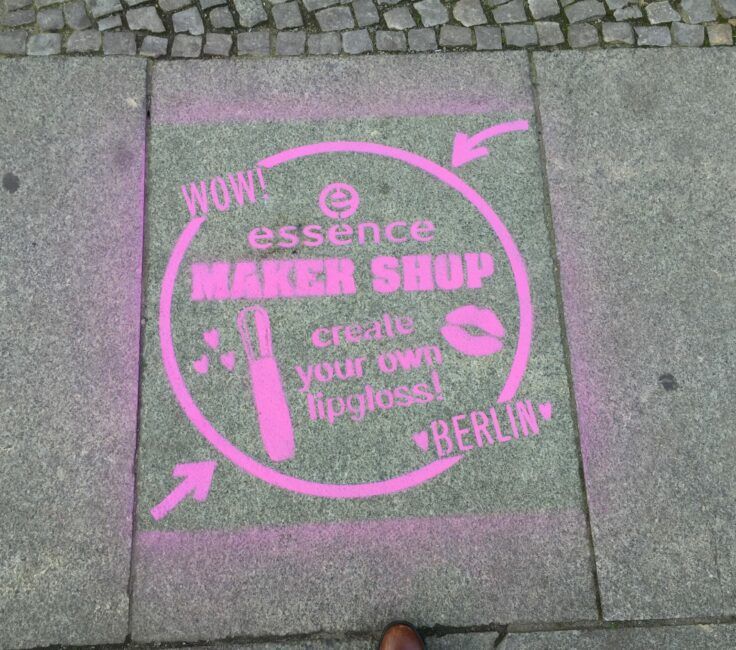 WOW!
e
essence
MAKER SHOP
create
your own
lipgloss!
BERLIN